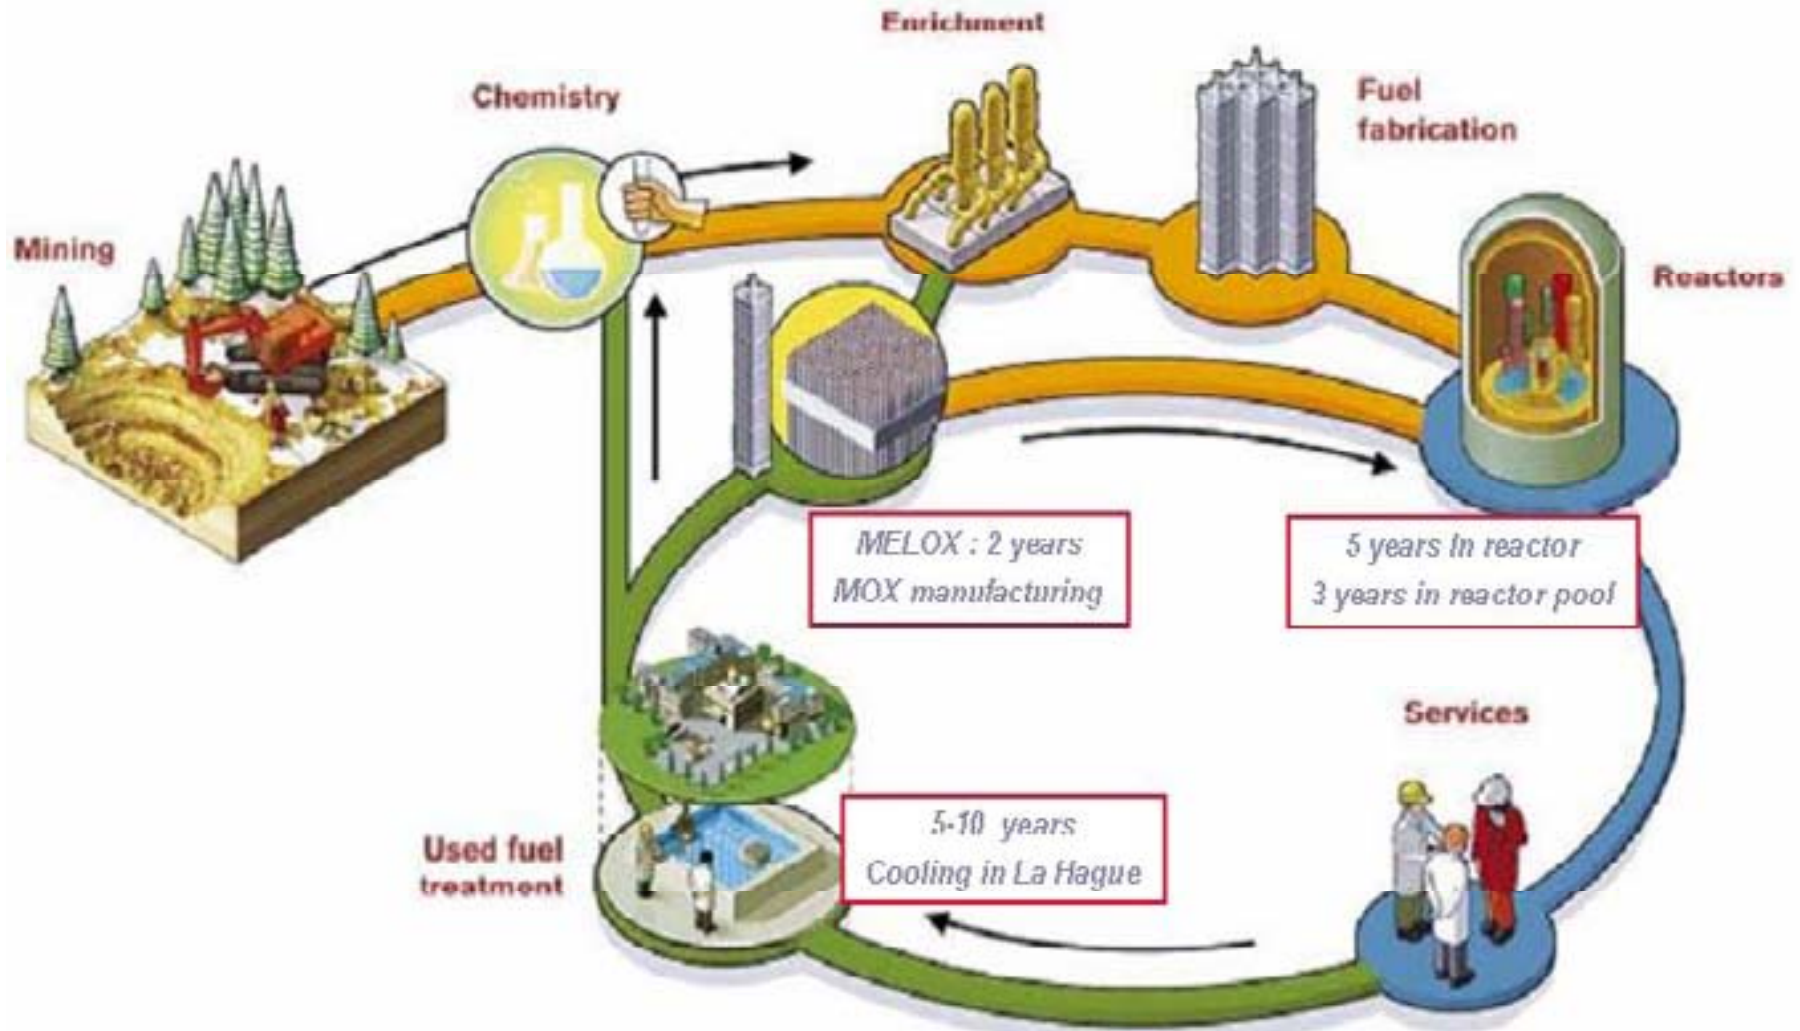 Enrichment
Chemistry
Fuel
fabrication
Mining
Reactors
MELOX : 2 years
MOX manufacturing
5 years in reactor
3 years in reactor pool
Services
5-10 years
Cooling in La Hague
Used fuel
treatment